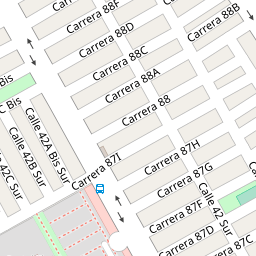 Carrera 88F
Carrera 88D
Carrera 88C
Carrera 88B
Carrera 88A
Carrera 88
Bis
C Bis
Calle 42A Bis Sur
Calle 42B Sur
Calle 42C Sur
Carrera 87I
Carrera 87H
Carrera 87G
Carrera 87F
Calle 42 Sur
Carrera 87D
Carrera 87C